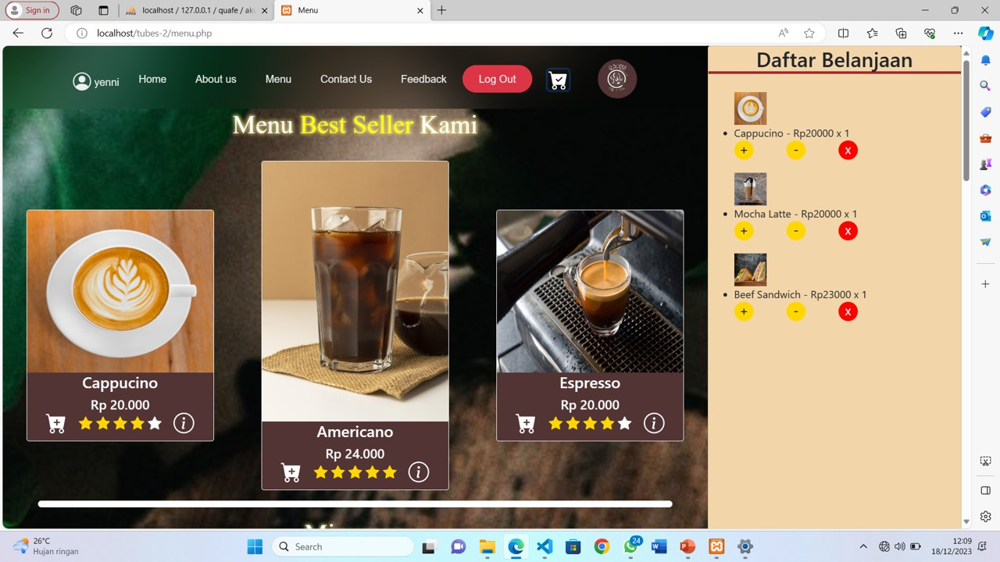 Sign in
localhost / 127.0.0.1 / quafe / aku
Menu
localhost/tubes-2/menu.php
yenni
Home
About us
Menu
Contact Us
Feedback
Log Out
Menu Best Seller Kami
Cappucino
Rp 20.000
Americano
Rp 24.000
Espresso
Rp 20.000
Daftar Belanjaan
Cappucino - Rp20000 x 1
+ - X
Mocha Latte - Rp20000 x 1
+ - X
Beef Sandwich - Rp23000 x 1
+ - X
26°C
Hujan ringan
Search
24
12:09
18/12/2023